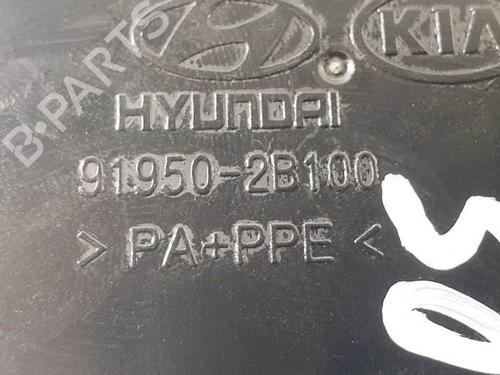 B-PARTS
KIA
HYUNDAI
91950-2B100
> PA+PPE <